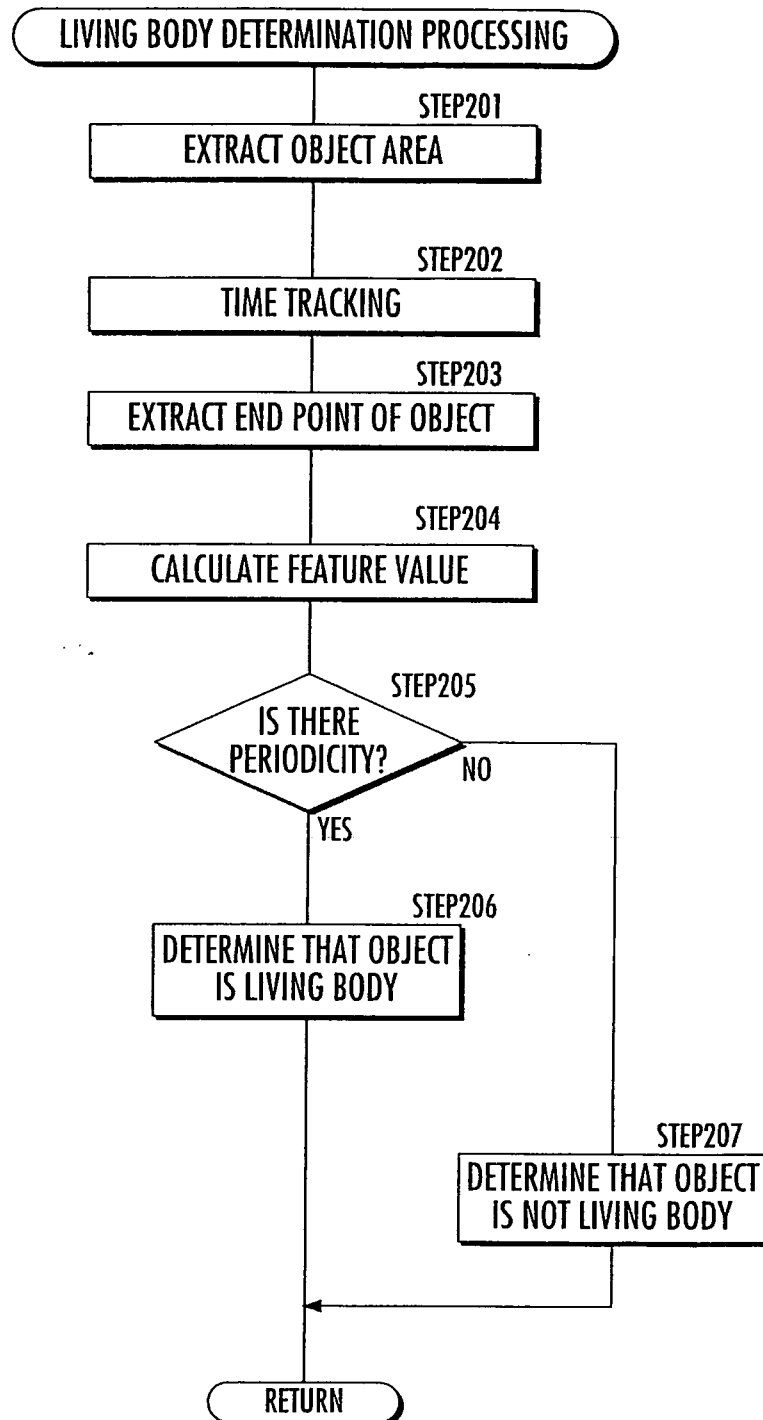 LIVING BODY DETERMINATION PROCESSING
STEP201
EXTRACT OBJECT AREA
STEP202
TIME TRACKING
STEP203
EXTRACT END POINT OF OBJECT
STEP204
CALCULATE FEATURE VALUE
STEP205
IS THERE
PERIODICITY?
NO
YES
STEP206
DETERMINE THAT OBJECT
IS LIVING BODY
STEP207
DETERMINE THAT OBJECT
IS NOT LIVING BODY
RETURN